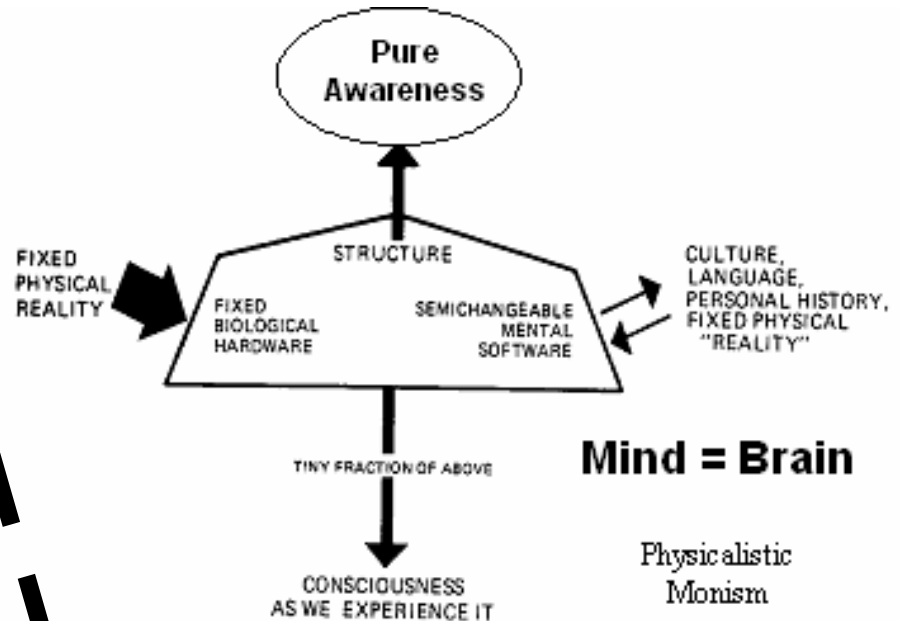 Pure
Awareness
STRUCTURE
FIXED
PHYSICAL
REALITY
FIXED
BIOLOGICAL
HARDWARE
SEMICHANGEABLE
MENTAL
SOFTWARE
CULTURE,
LANGUAGE,
PERSONAL HISTORY,
FIXED PHYSICAL
"REALITY"
TINY FRACTION OF ABOVE
Mind = Brain
CONSCIOUSNESS
AS WE EXPERIENCE IT
Physicalistic
Monism